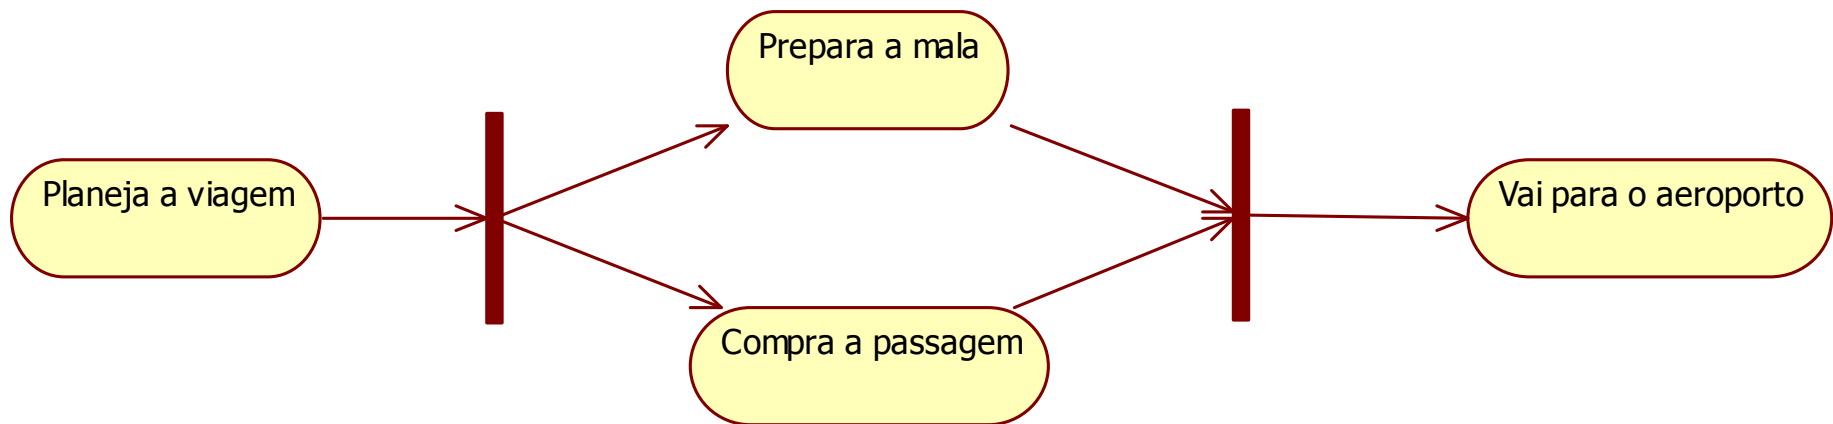 Prepara a mala
Planeja a viagem
Vai para o aeroporto
Compra a passagem